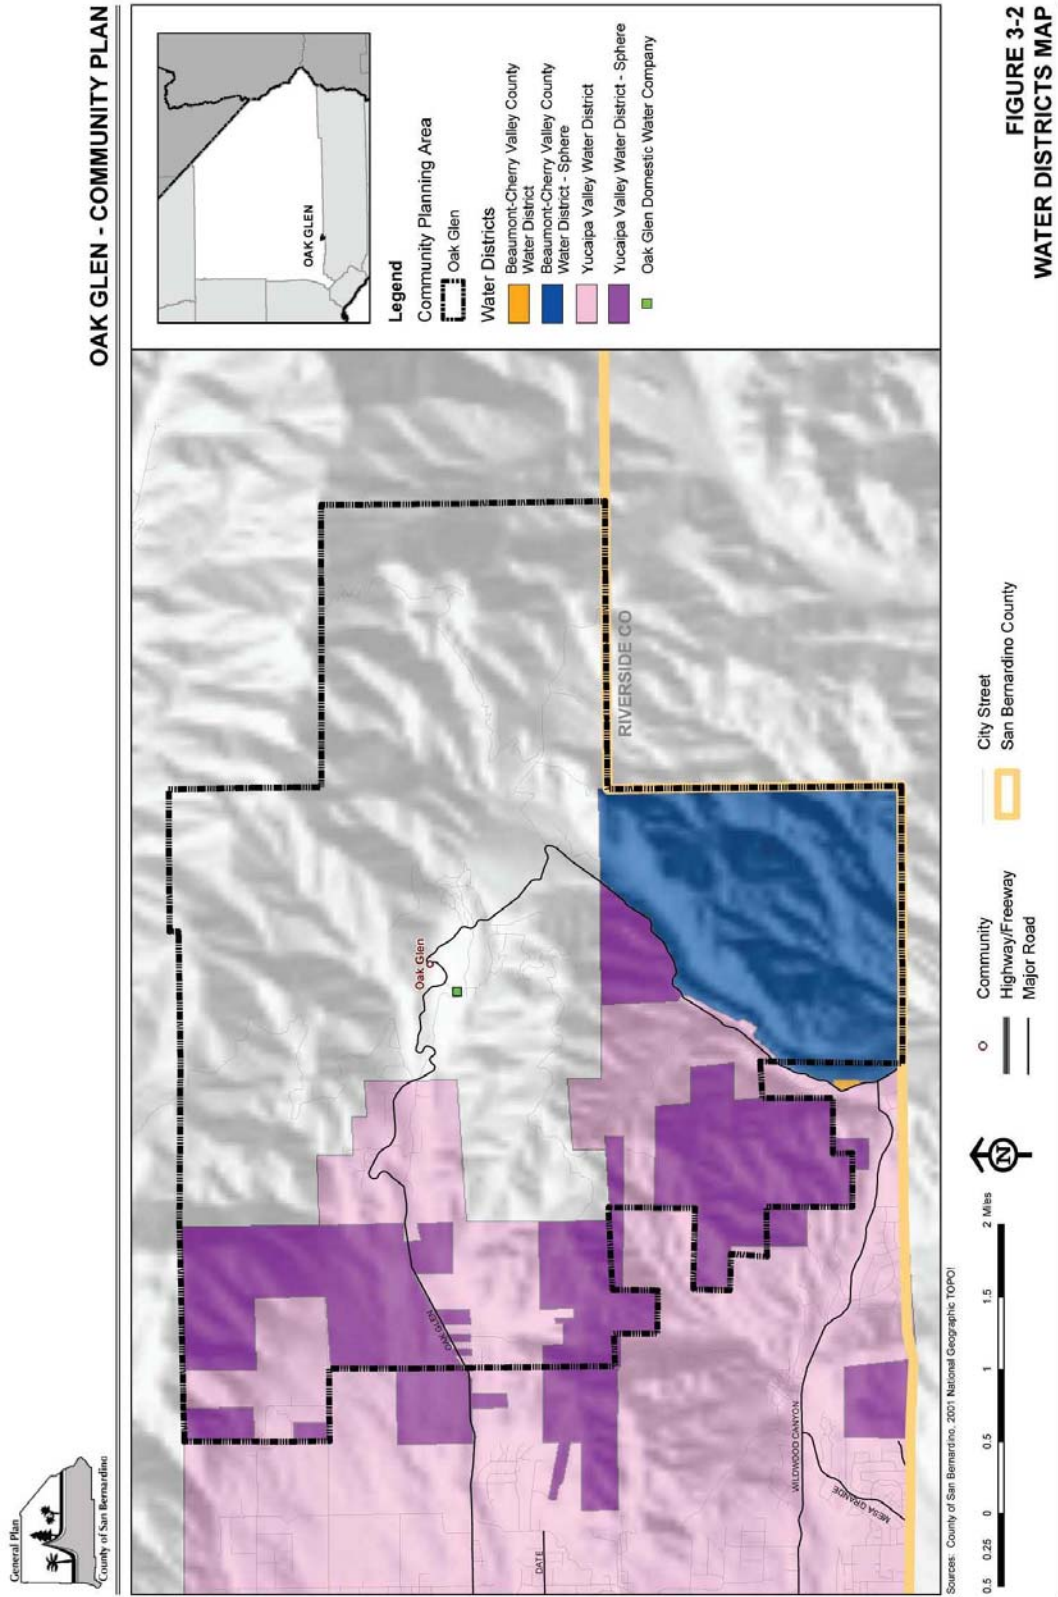 General Plan
County of San Bernardino
OAK GLEN - COMMUNITY PLAN
OAK GLEN
Legend
Community Planning Area
Oak Glen
Water Districts
Beaumont-Cherry Valley County
Water District
Beaumont-Cherry Valley County
Water District - Sphere
Yucaipa Valley Water District
Yucaipa Valley Water District - Sphere
Oak Glen Domestic Water Company
Oak Glen
OAK GLEN
RIVERSIDE CO
DATE
WILDWOOD CANYON
MESA GRANDE
Sources: County of San Bernardino, 2001 National Geographic TOPO!
0.5 0.25 0 0.5 1 1.5 2 Miles
N
Community
Highway/Freeway
Major Road
City Street
San Bernardino County
FIGURE 3-2
WATER DISTRICTS MAP